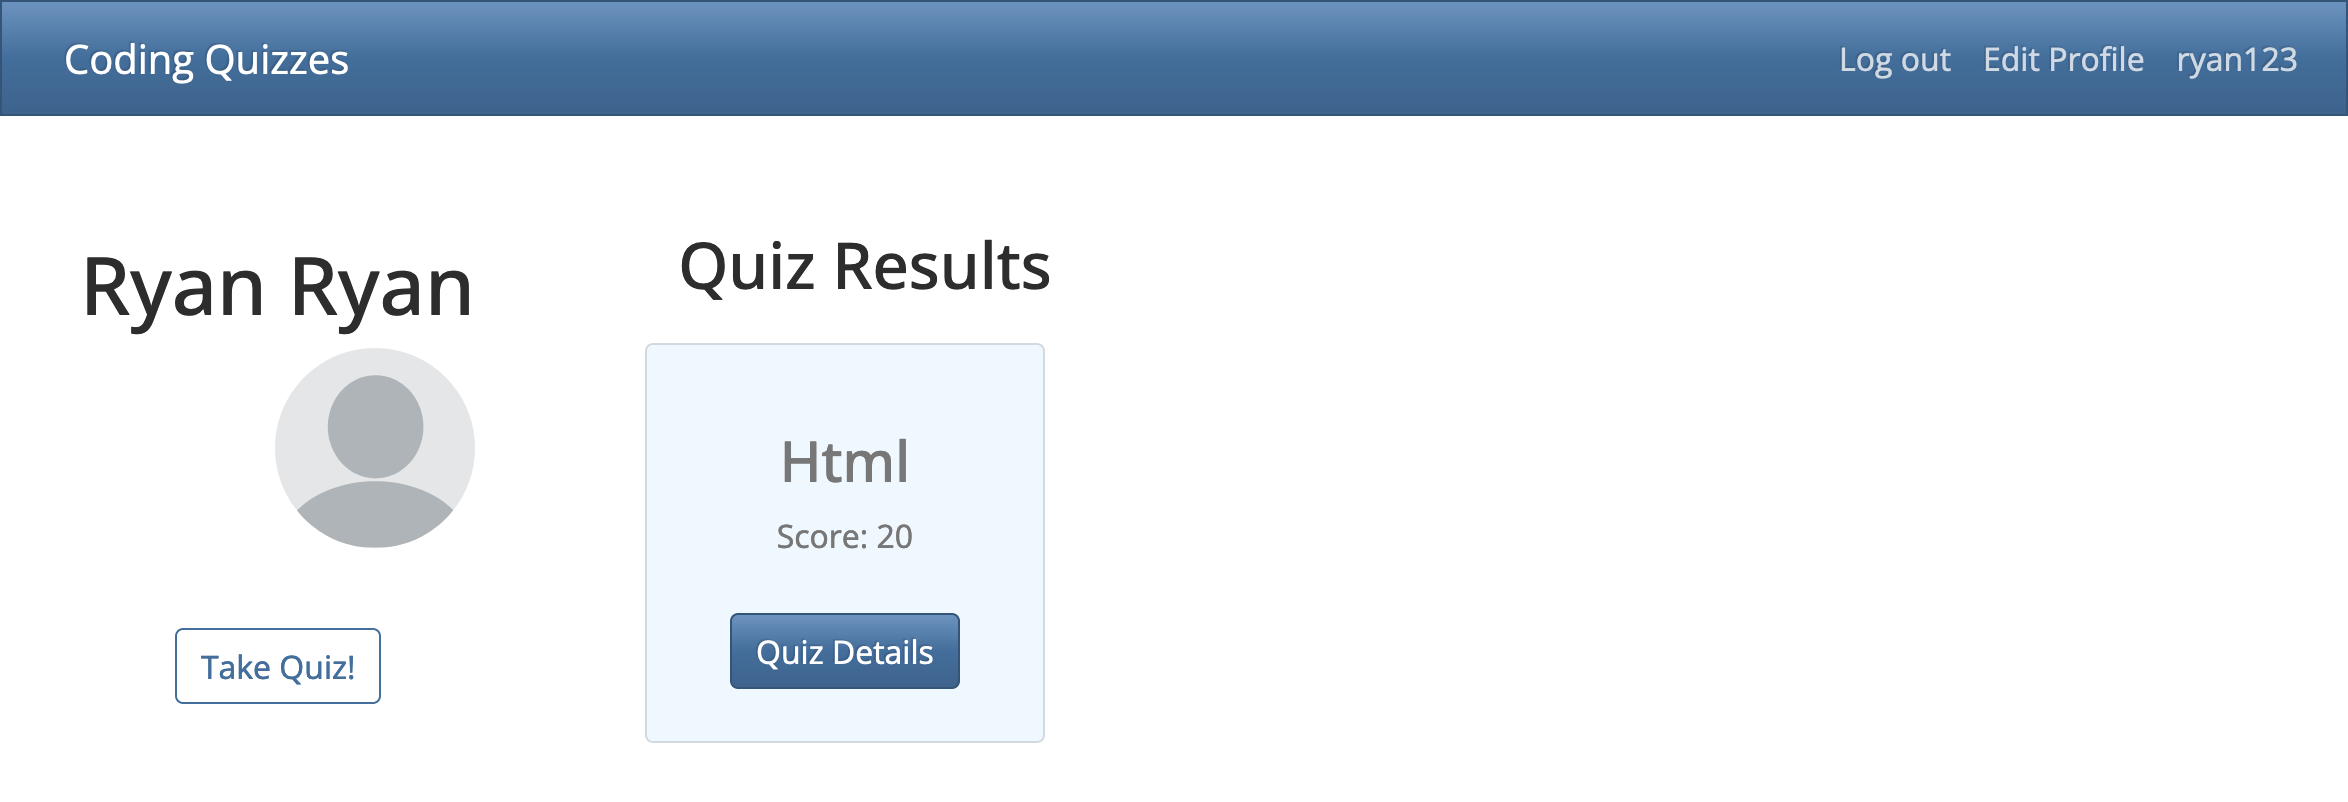 Coding Quizzes
Log out Edit Profile ryan123
Ryan Ryan
Take Quiz!
Quiz Results
Html
Score: 20
Quiz Details